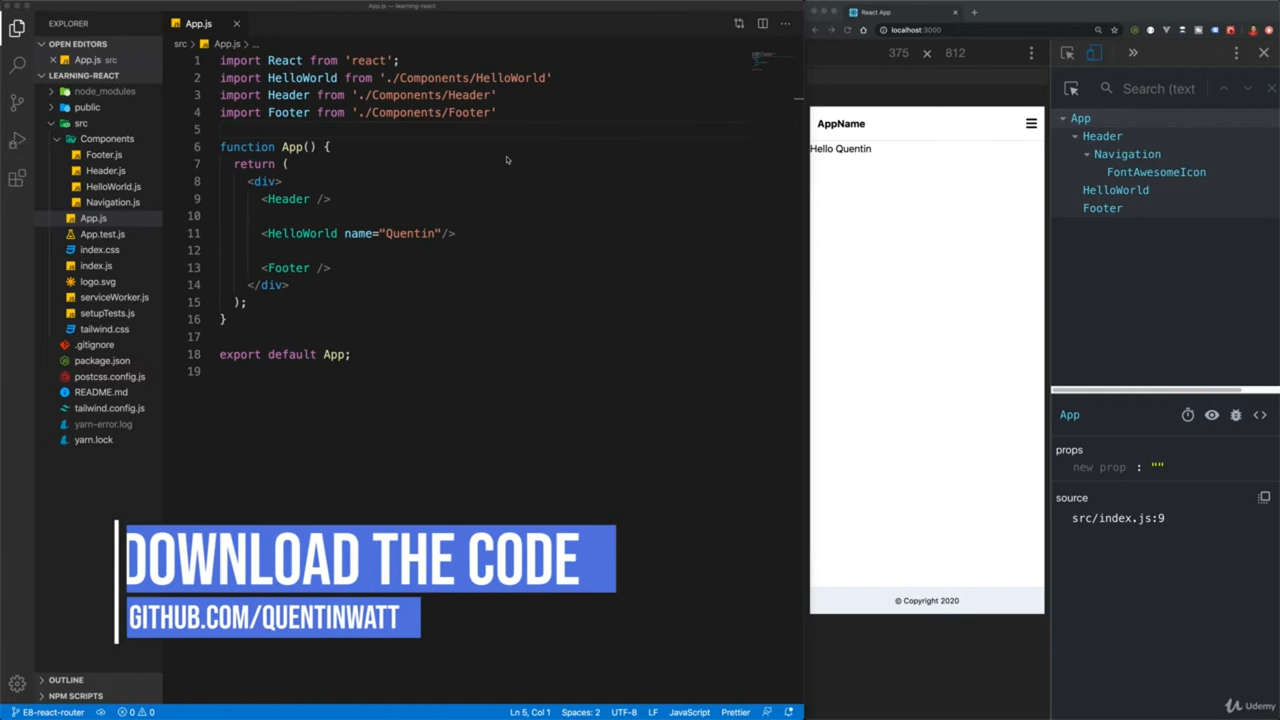 App.js - learning-react
EXPLORER
OPEN EDITORS
App.js src
LEARNING-REACT
node_modules
public
src
Components
Footer.js
Header.js
HelloWorld.js
Navigation.js
App.js
App.test.js
index.css
index.js
logo.svg
serviceWorker.js
setupTests.js
tailwind.css
.gitignore
package.json
postcss.config.js
README.md
tailwind.config.js
yarn-error.log
yarn.lock
OUTLINE
NPM SCRIPTS
App.js
src > App.js > ...
1 import React from 'react';
2 import HelloWorld from './Components/HelloWorld'
3 import Header from './Components/Header'
4 import Footer from './Components/Footer'
5
6 function App() {
7 return (
8 <div>
9 <Header />
10
11 <HelloWorld name="Quentin"/>
12
13 <Footer />
14 </div>
15 );
16 }
17
18 export default App;
19
DOWNLOAD THE CODE
GITHUB.COM/QUENTINWATT
E8-react-router 0 0 Ln 5, Col 1 Spaces: 2 UTF-8 LF JavaScript Prettier
React App
localhost:3000
375 × 812
AppName
Hello Quentin
© Copyright 2020
Search (text
App
Header
Navigation
FontAwesomeIcon
HelloWorld
Footer
App
props
new prop : ""
source
src/index.js:9
Udemy